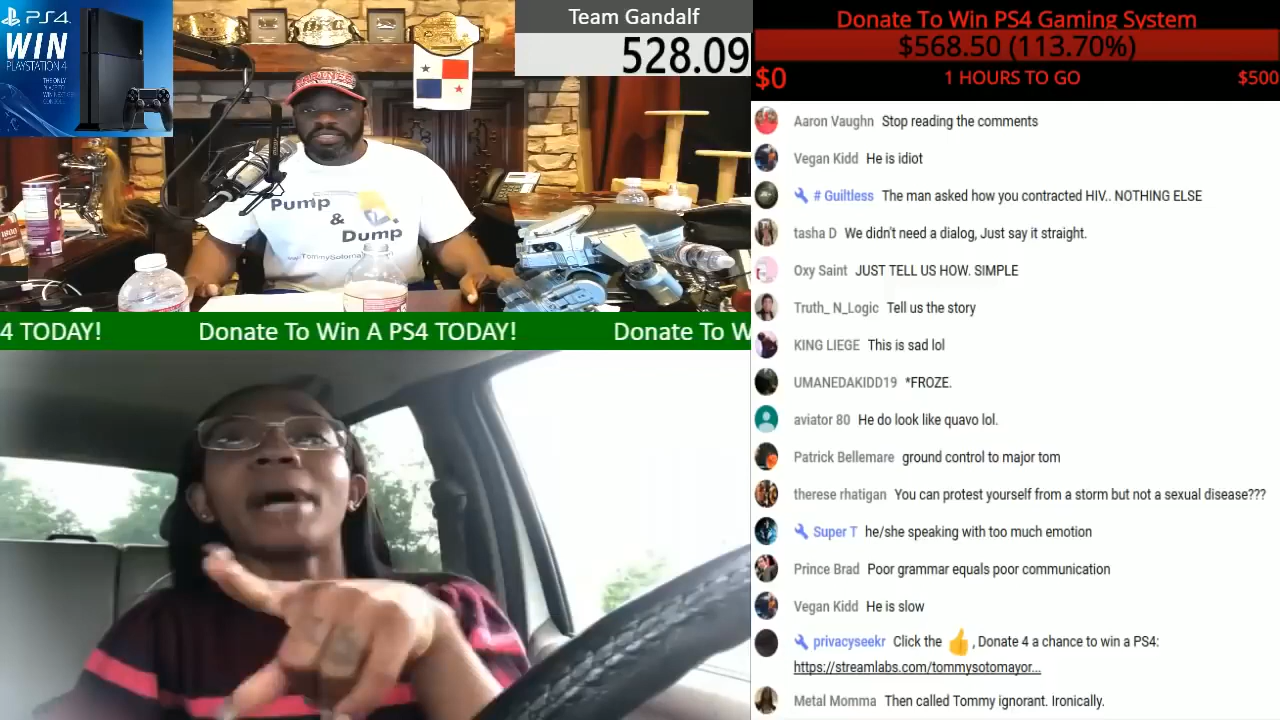 PS4
WIN
PLAYSTATION 4
Team Gandalf
528.09
Pump
&
Dump
4 TODAY! Donate To Win A PS4 TODAY! Donate To W
Donate To Win PS4 Gaming System
$568.50 (113.70%)
$0 1 HOURS TO GO $500
Aaron Vaughn Stop reading the comments
Vegan Kidd He is idiot
# Guiltless The man asked how you contracted HIV.. NOTHING ELSE
tasha D We didn't need a dialog, Just say it straight.
Oxy Saint JUST TELL US HOW. SIMPLE
Truth_ N_Logic Tell us the story
KING LIEGE This is sad lol
UMANEDAKIDD19 *FROZE.
aviator 80 He do look like quavo lol.
Patrick Bellemare ground control to major tom
therese rhatigan You can protest yourself from a storm but not a sexual disease???
Super T he/she speaking with too much emotion
Prince Brad Poor grammar equals poor communication
Vegan Kidd He is slow
privacyseekr Click the 👍, Donate 4 a chance to win a PS4:
https://streamlabs.com/tommysotomayor...
Metal Momma Then called Tommy ignorant. Ironically.